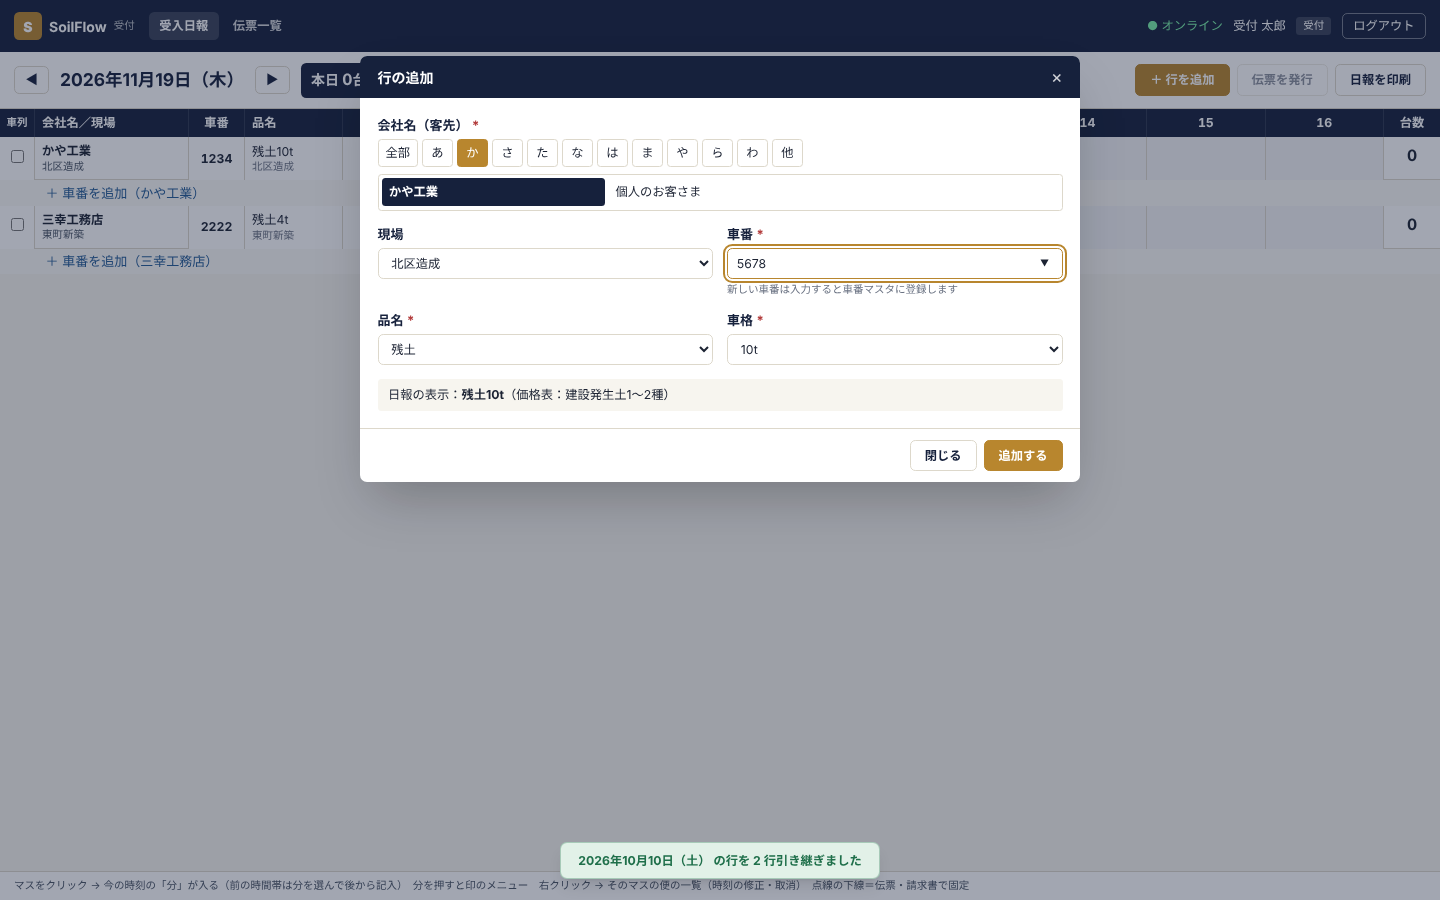 S SoilFlow 受付 受入日報 伝票一覧 オンライン 受付 太郎 受付 ログアウト
◀ 2026年11月19日（木） ▶ 本日 0台 ＋ 行を追加 伝票を発行 日報を印刷
行の追加 ×
車列 会社名／現場 車番 品名 14 15 16 台数
かや工業 1234 残土10t 0
北区造成 北区造成
＋ 車番を追加（かや工業）
三幸工務店 2222 残土4t 0
東町新築 東町新築
＋ 車番を追加（三幸工務店）
会社名（客先） *
全部 あ か さ た な は ま や ら わ 他
かや工業 個人のお客さま
現場 車番 *
北区造成 5678 ▼
新しい車番は入力すると車番マスタに登録します
品名 * 車格 *
残土 10t
日報の表示：残土10t（価格表：建設発生土1〜2種）
閉じる 追加する
2026年10月10日（土） の行を 2 行引き継ぎました
マスをクリック → 今の時刻の「分」が入る（前の時間帯は分を選んで後から記入） 分を押すと印のメニュー 右クリック → そのマスの便の一覧（時刻の修正・取消） 点線の下線＝伝票・請求書で固定